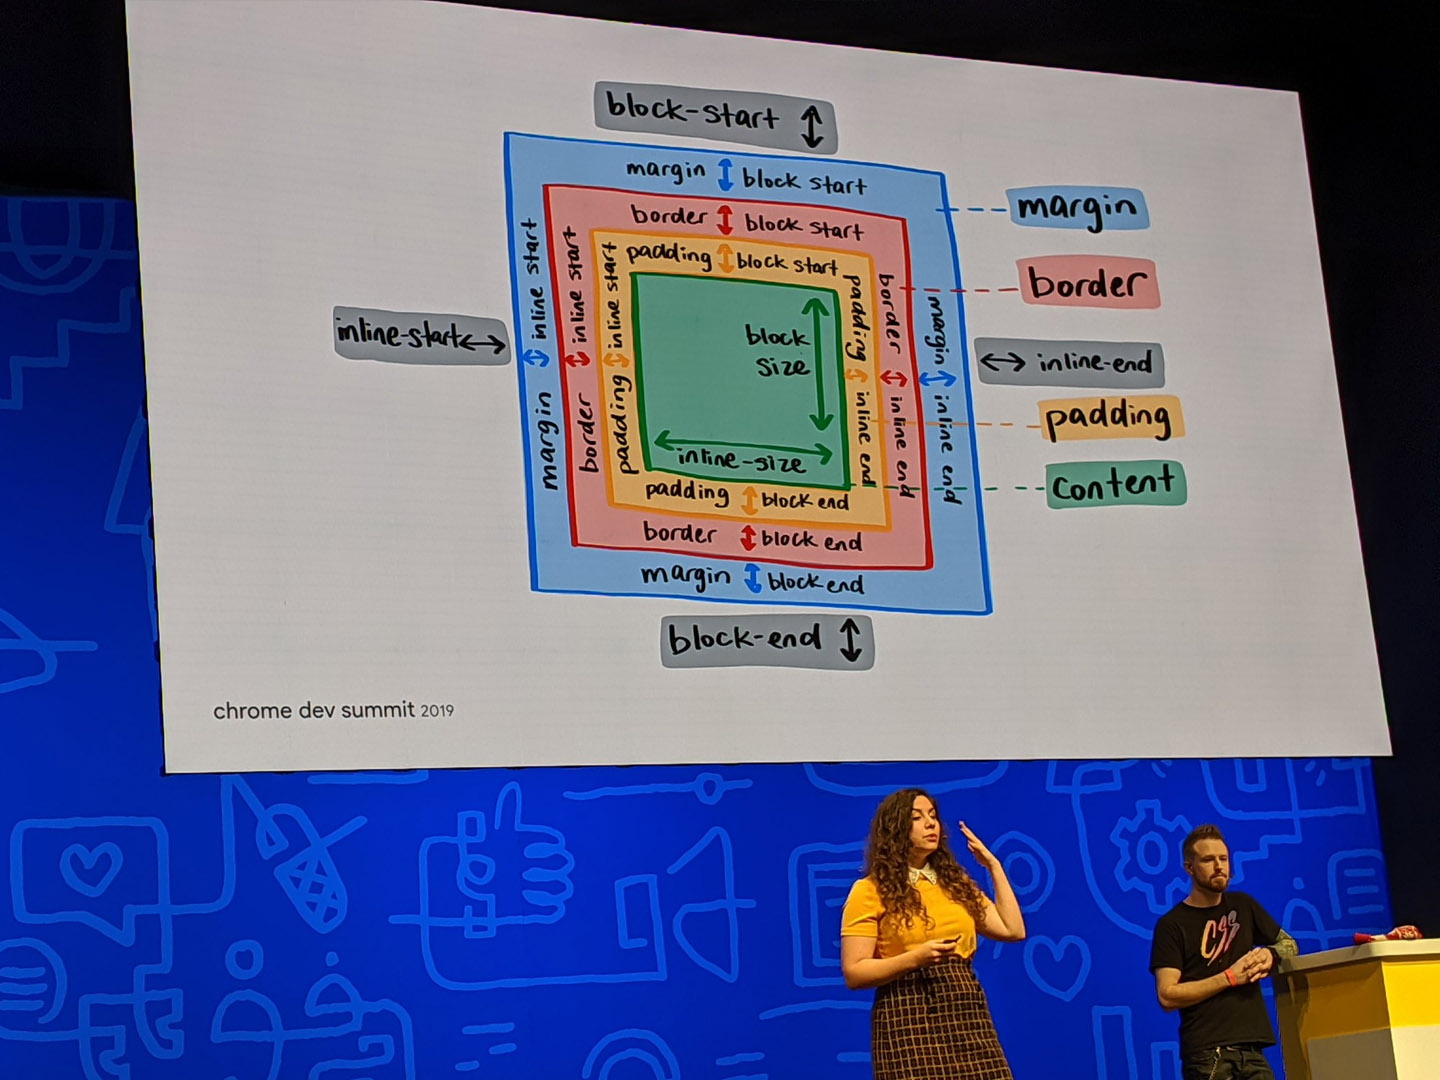 block-start
margin block start
border block start
padding block start
margin inline start
border inline start
padding inline start
inline-start
block
size
inline-size
padding inline end
border inline end
margin inline end
inline-end
padding block end
border block end
margin block end
block-end
margin
border
padding
content
chrome dev summit 2019
CSS